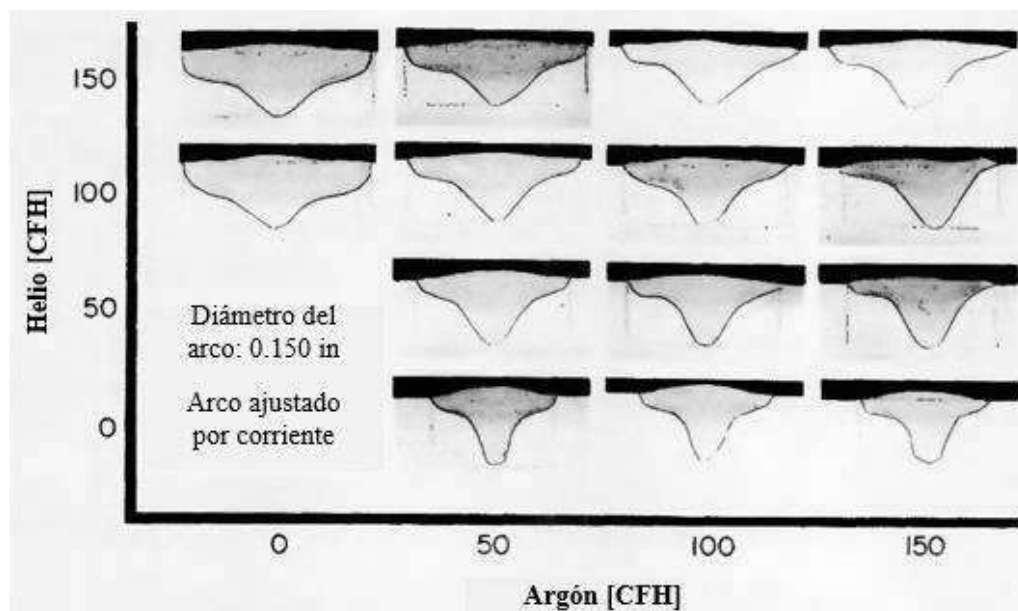 150
100
50
0
Helio [CFH]
Diámetro del
arco: 0.150 in
Arco ajustado
por corriente
0
50
100
150
Argón [CFH]